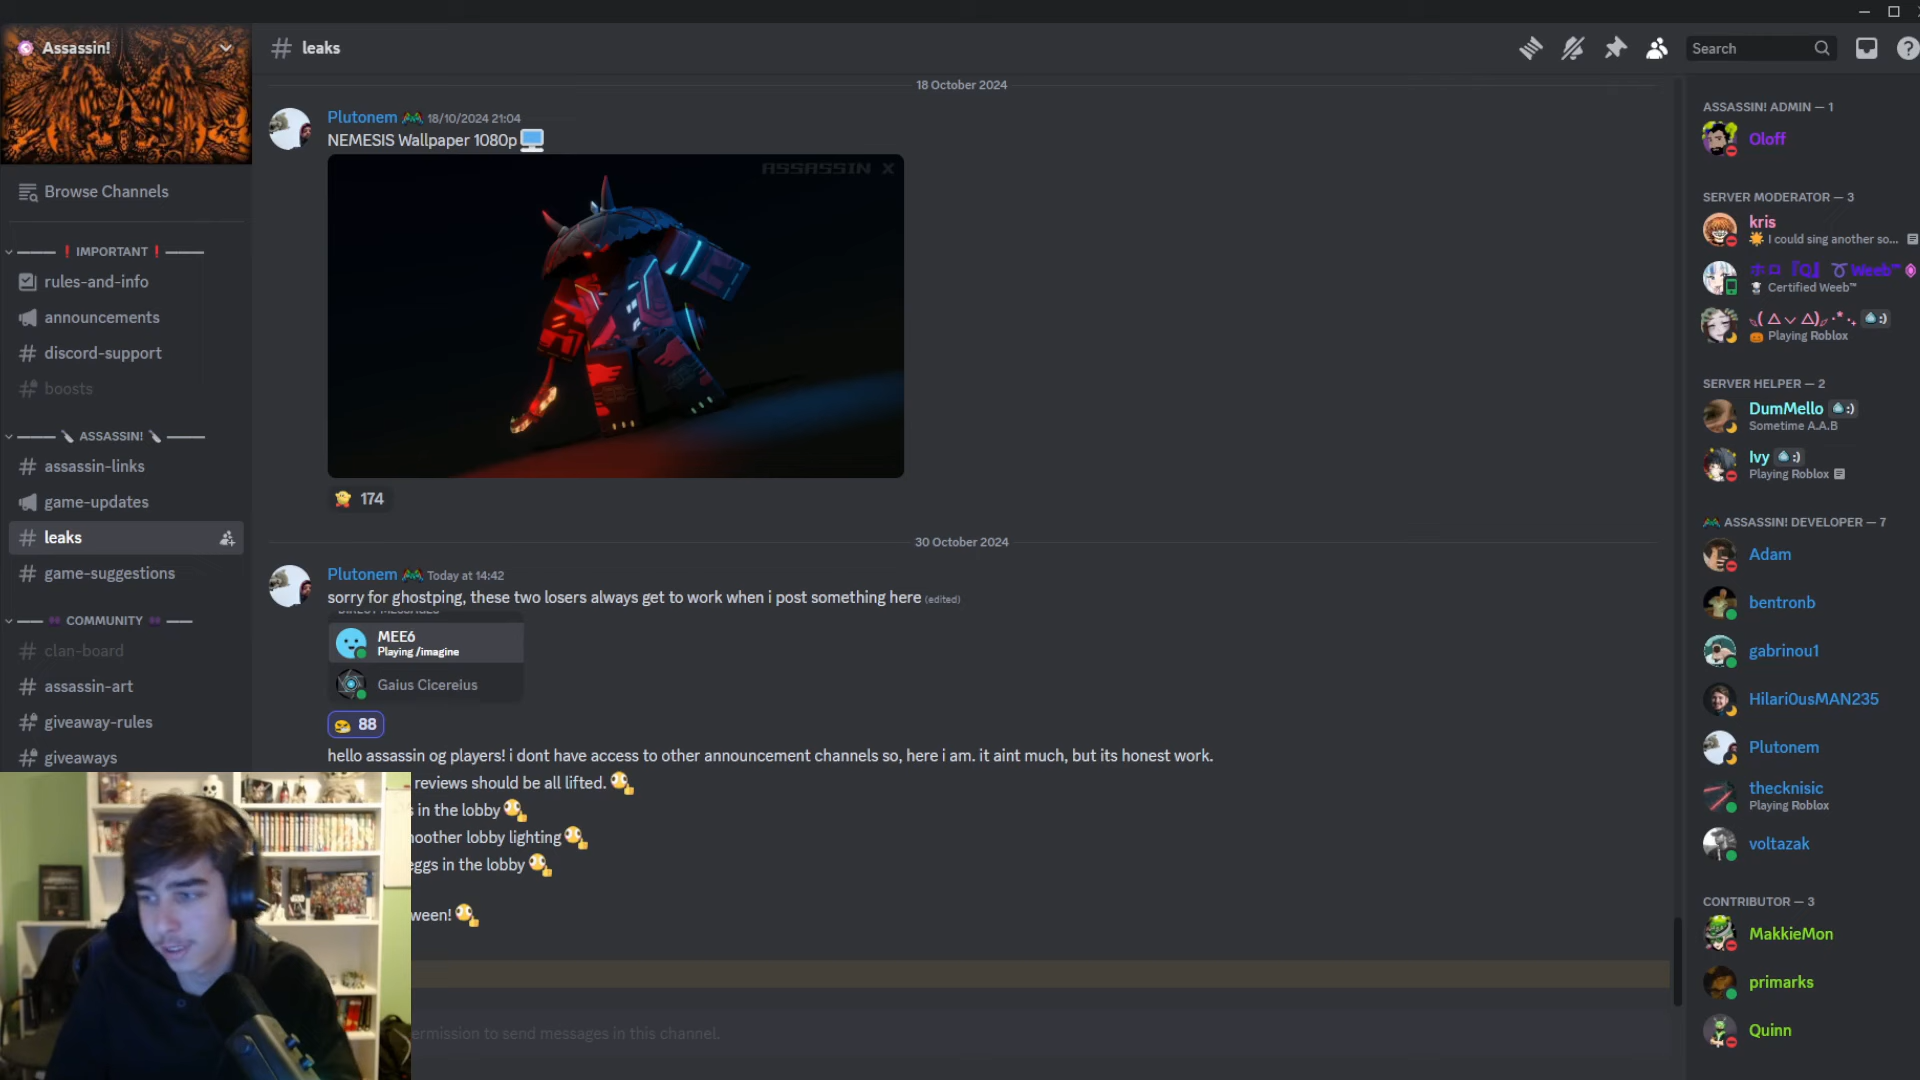 Assassin!
Browse Channels
IMPORTANT
rules-and-info
announcements
discord-support
boosts
ASSASSIN!
assassin-links
game-updates
leaks
game-suggestions
COMMUNITY
clan-board
assassin-art
giveaway-rules
giveaways
leaks
Search
18 October 2024
Plutonem 18/10/2024 21:04
NEMESIS Wallpaper 1080p
ASSASSIN X
174
30 October 2024
Plutonem Today at 14:42
sorry for ghostping, these two losers always get to work when i post something here (edited)
DIRECT MESSAGES
MEE6
Playing /imagine
Gaius Cicereius
88
hello assassin og players! i dont have access to other announcement channels so, here i am. it aint much, but its honest work.
reviews should be all lifted.
in the lobby
lobby lighting
eggs in the lobby
ween!
permission to send messages in this channel.
ASSASSIN! ADMIN — 1
Oloff
SERVER MODERATOR — 3
kris
I could sing another so...
ホロ『Q』 Weeb™
Certified Weeb™
:)
Playing Roblox
SERVER HELPER — 2
DumMello :)
Sometime A.A.B
Ivy :)
Playing Roblox
ASSASSIN! DEVELOPER — 7
Adam
bentronb
gabrinou1
Hilari0usMAN235
Plutonem
thecknisic
Playing Roblox
voltazak
CONTRIBUTOR — 3
MakkieMon
primarks
Quinn